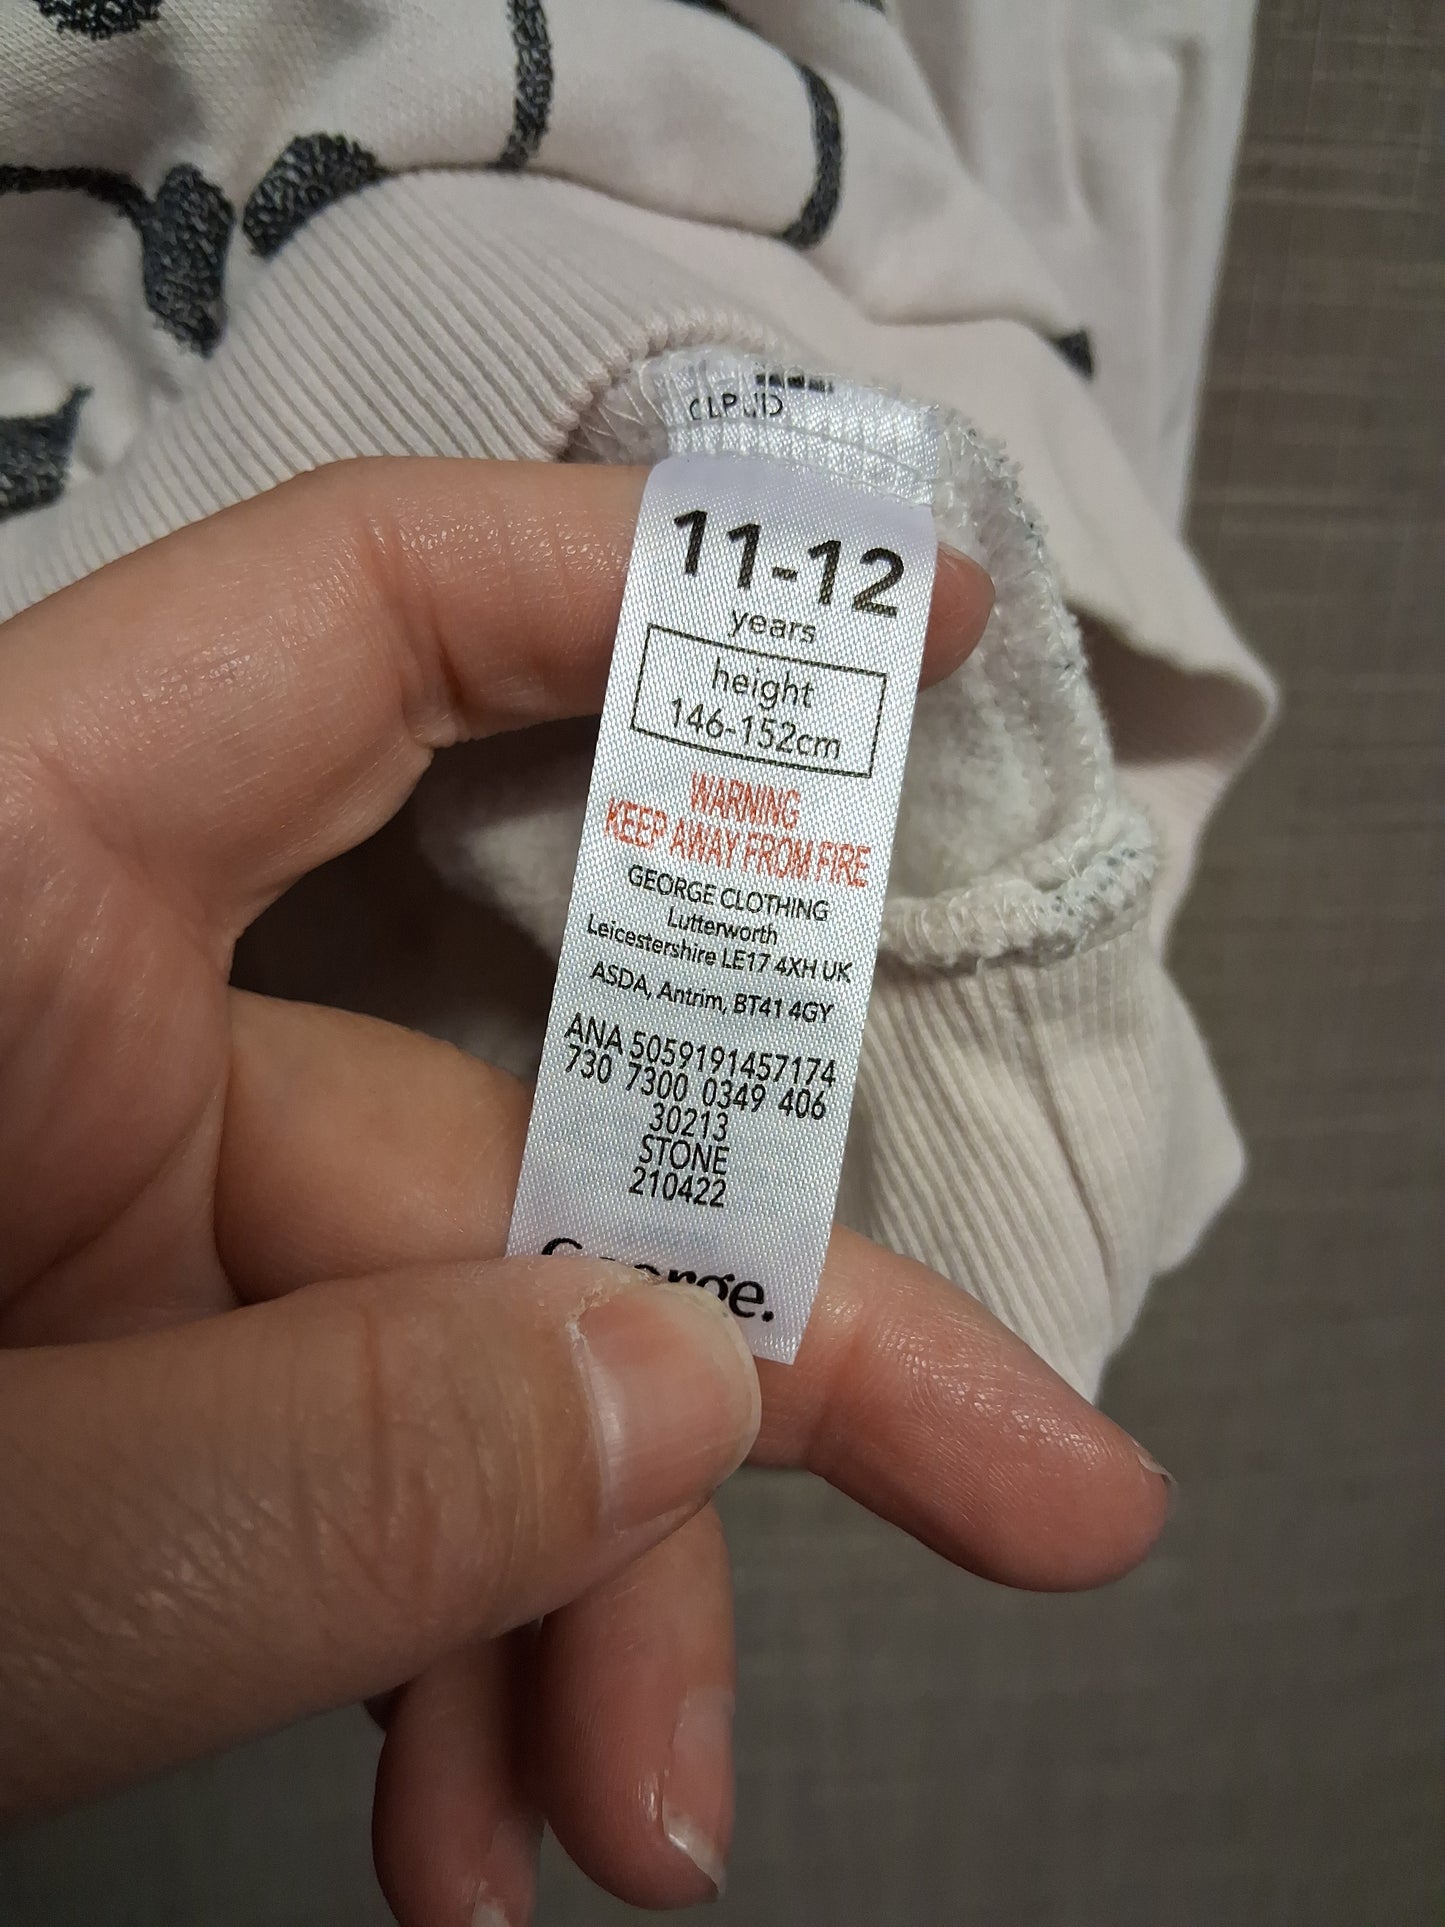 11-12
years
height
146-152cm
WARNING
KEEP AWAY FROM FIRE
GEORGE CLOTHING
Lutterworth
Leicestershire LE17 4XH UK
ASDA, Antrim, BT41 4GY
ANA 5059191457174
730 7300 0349 406
30213
STONE
210422
George.